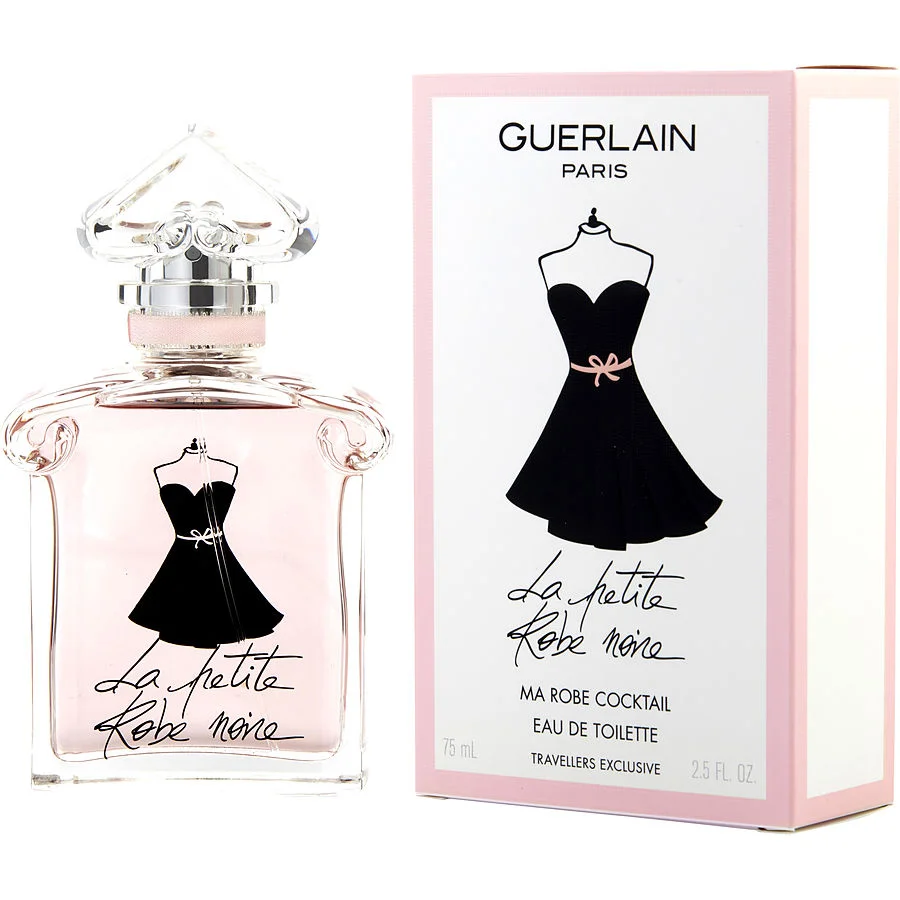 La petite
Robe noire
GUERLAIN
PARIS
La petite
Robe noire
MA ROBE COCKTAIL
EAU DE TOILETTE
TRAVELLERS EXCLUSIVE
75 mL 2.5 FL. OZ.